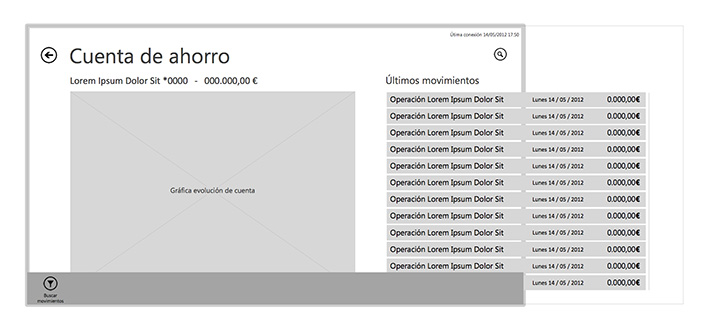 Útima conexión 14/05/2012 17:50
Cuenta de ahorro
Lorem Ipsum Dolor Sit *0000 - 000.000,00 €
Últimos movimientos
Operación Lorem Ipsum Dolor Sit Lunes 14 / 05 / 2012 0.000,00€
Operación Lorem Ipsum Dolor Sit Lunes 14 / 05 / 2012 0.000,00€
Operación Lorem Ipsum Dolor Sit Lunes 14 / 05 / 2012 0.000,00€
Operación Lorem Ipsum Dolor Sit Lunes 14 / 05 / 2012 0.000,00€
Operación Lorem Ipsum Dolor Sit Lunes 14 / 05 / 2012 0.000,00€
Operación Lorem Ipsum Dolor Sit Lunes 14 / 05 / 2012 0.000,00€
Operación Lorem Ipsum Dolor Sit Lunes 14 / 05 / 2012 0.000,00€
Operación Lorem Ipsum Dolor Sit Lunes 14 / 05 / 2012 0.000,00€
Operación Lorem Ipsum Dolor Sit Lunes 14 / 05 / 2012 0.000,00€
Operación Lorem Ipsum Dolor Sit Lunes 14 / 05 / 2012 0.000,00€
Operación Lorem Ipsum Dolor Sit Lunes 14 / 05 / 2012 0.000,00€
Lunes 14 / 05 / 2012 0.000,00€
Gráfica evolución de cuenta
Buscar
movimientos